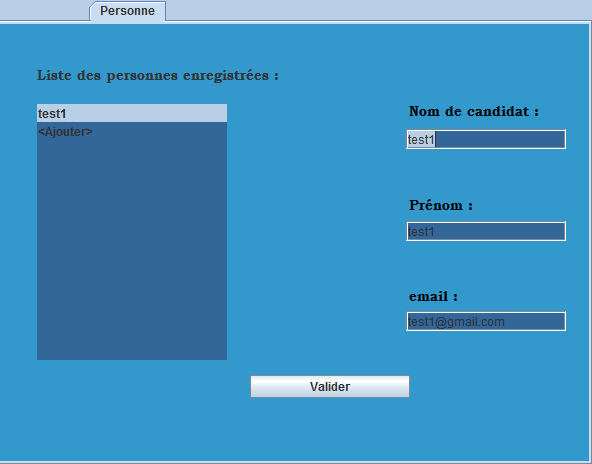 Personne
Liste des personnes enregistrées :
test1
<Ajouter>
Nom de candidat :
test1
Prénom :
test1
email :
test1@gmail.com
Valider